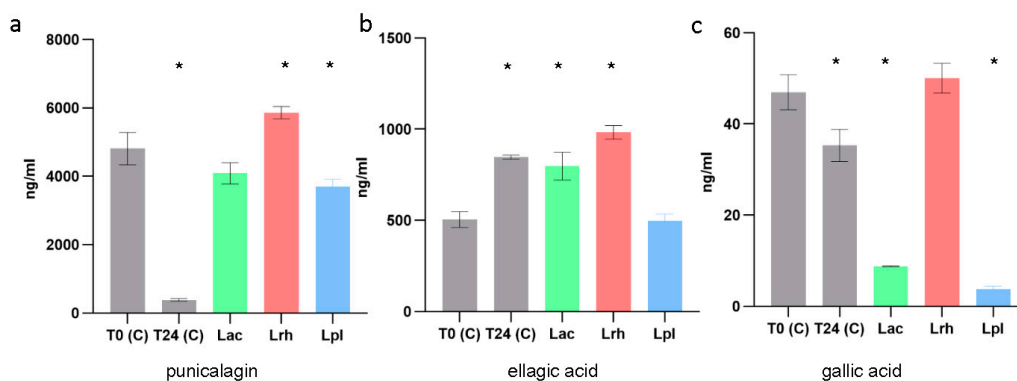 a
8000
6000
4000
2000
0
ng/ml
* * *
T0 (C) T24 (C) Lac Lrh Lpl
punicalagin
b
1500
1000
500
0
ng/ml
* * *
T0 (C) T24 (C) Lac Lrh Lpl
ellagic acid
c
60
40
20
0
ng/ml
* * *
T0 (C) T24 (C) Lac Lrh Lpl
gallic acid